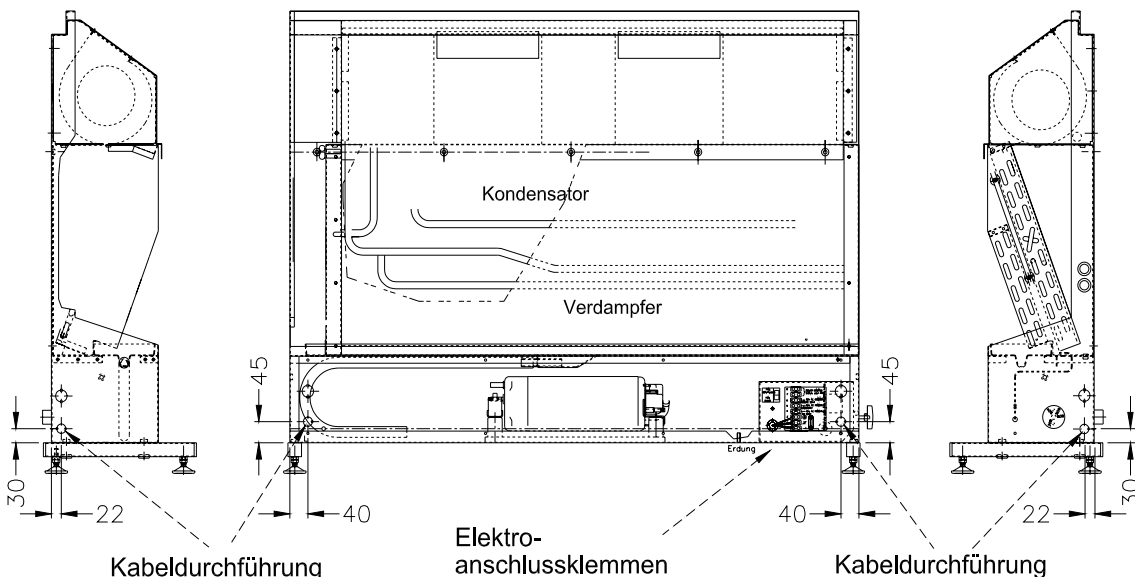 Kondensator
Verdampfer
45
45
Erdung
30
22
40
40
22
30
Kabeldurchführung
Elektro-
anschlussklemmen
Kabeldurchführung